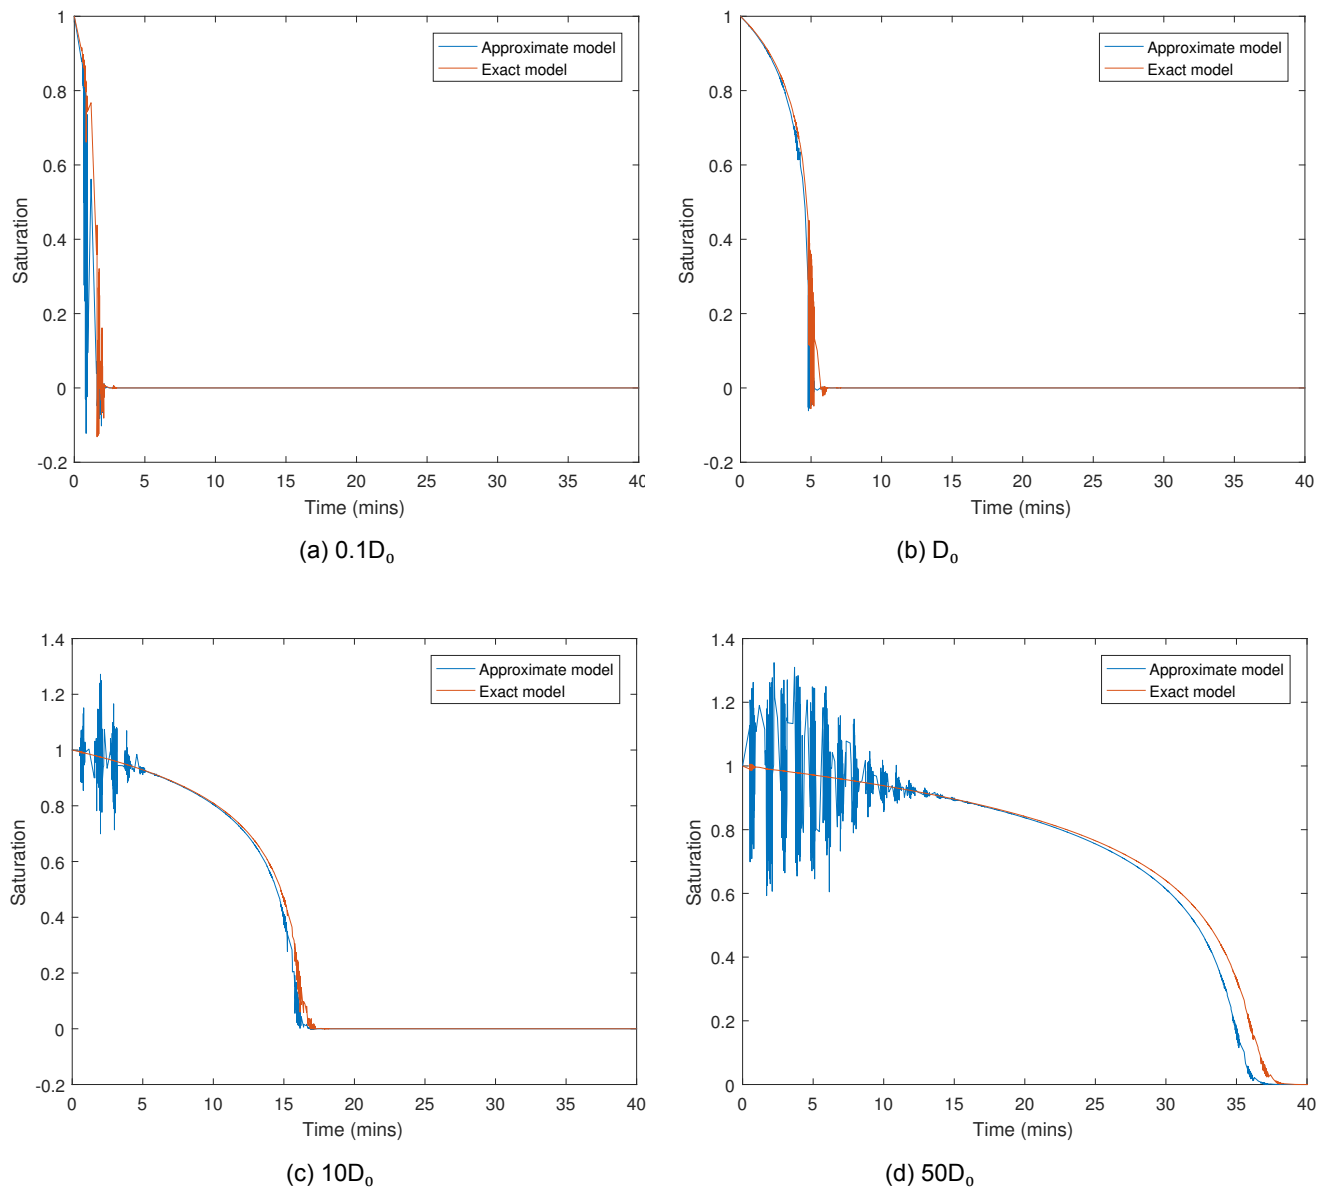 1
0.8
0.6
0.4
0.2
0
-0.2
Saturation
0 5 10 15 20 25 30 35 40
Time (mins)
Approximate model
Exact model
(a) 0.1D₀
1
0.8
0.6
0.4
0.2
0
-0.2
Saturation
0 5 10 15 20 25 30 35 40
Time (mins)
Approximate model
Exact model
(b) D₀
1.4
1.2
1
0.8
0.6
0.4
0.2
0
-0.2
Saturation
0 5 10 15 20 25 30 35 40
Time (mins)
Approximate model
Exact model
(c) 10D₀
1.4
1.2
1
0.8
0.6
0.4
0.2
0
Saturation
0 5 10 15 20 25 30 35 40
Time (mins)
Approximate model
Exact model
(d) 50D₀